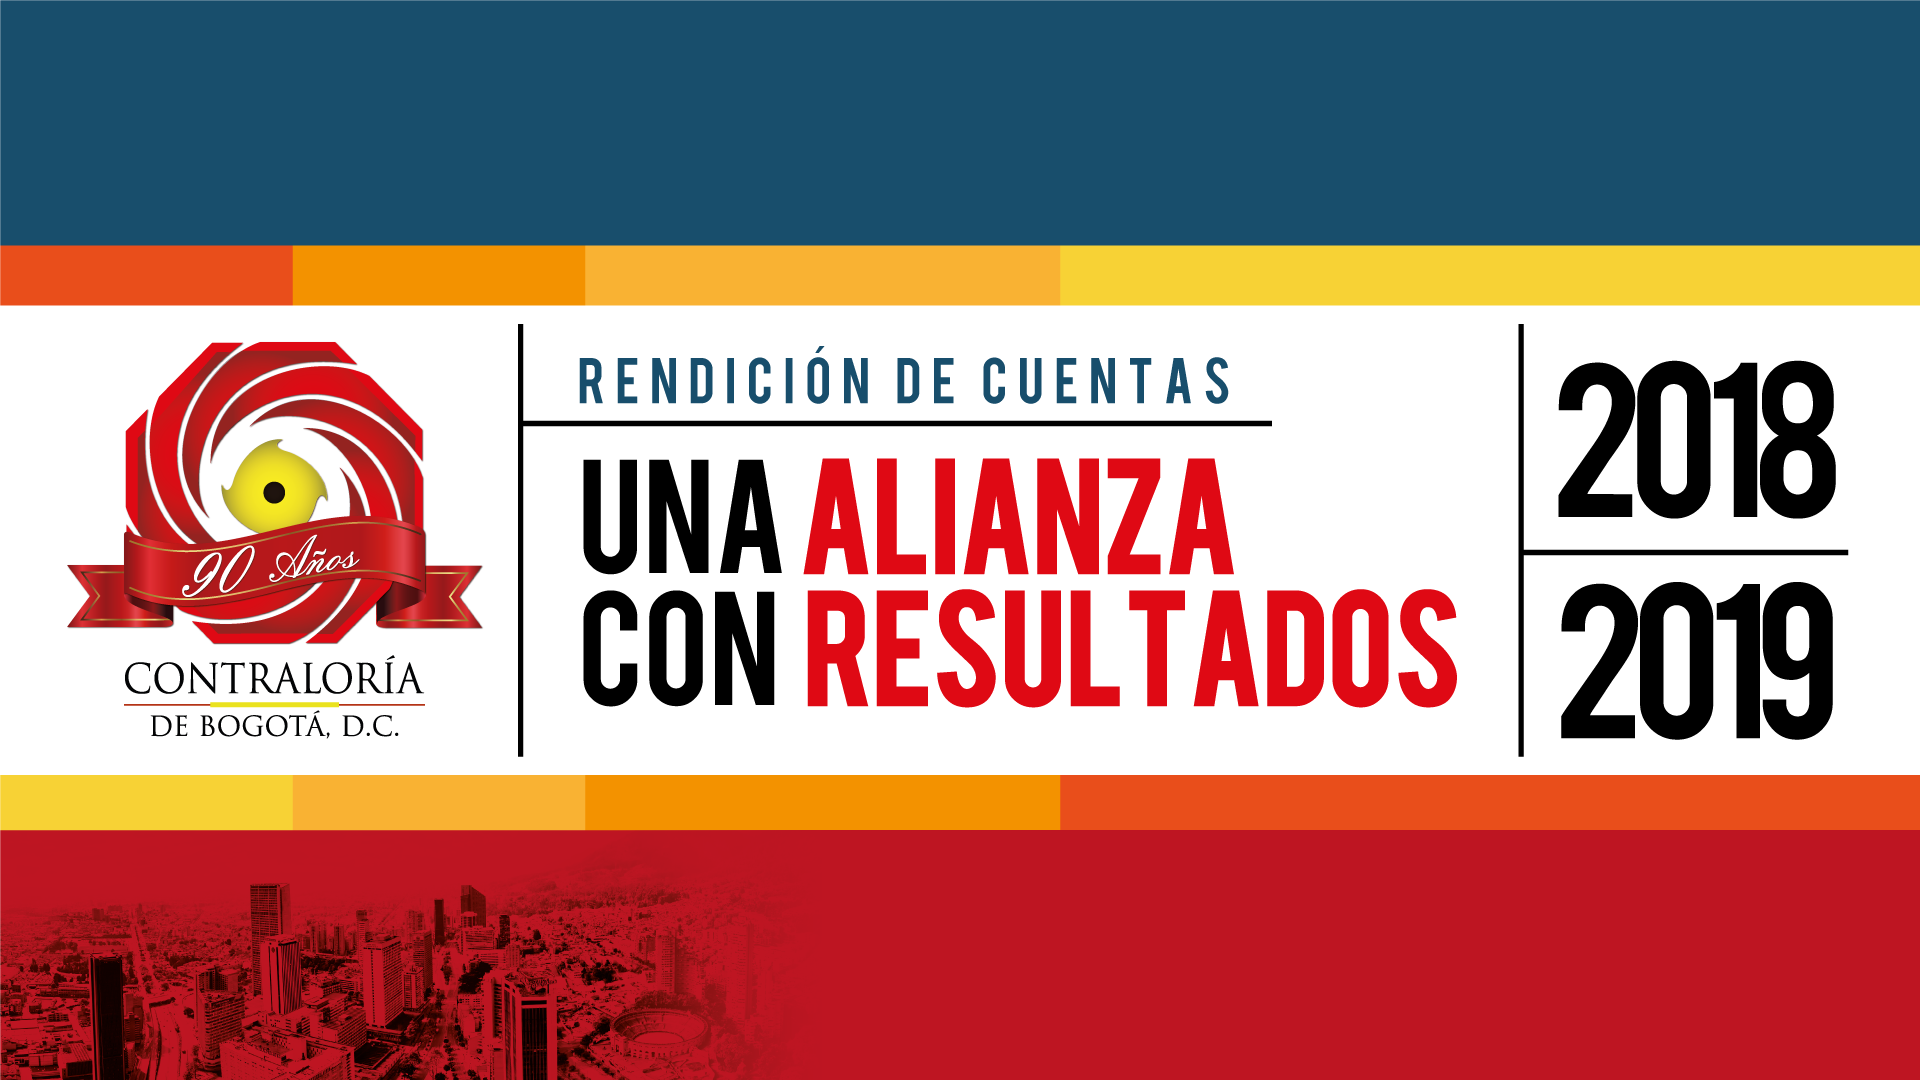 90 Años
CONTRALORÍA
DE BOGOTÁ, D.C.
RENDICIÓN DE CUENTAS
UNA ALIANZA
CON RESULTADOS
2018
2019